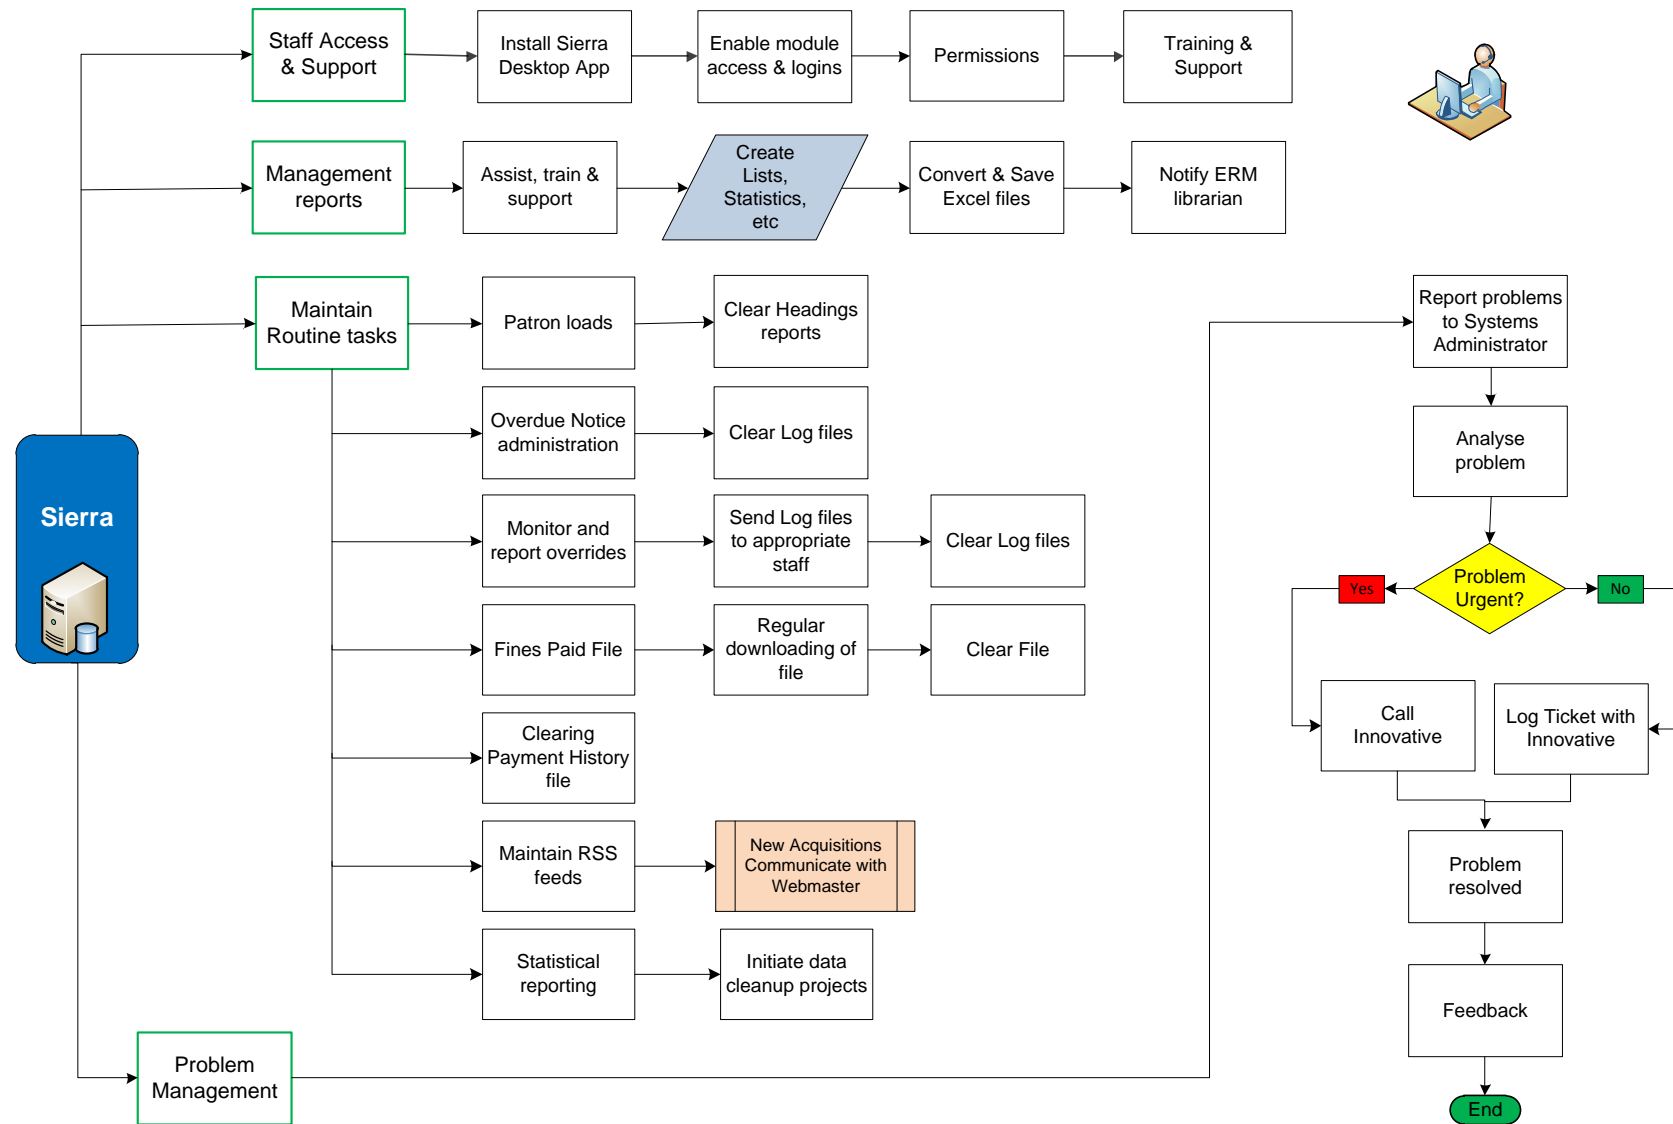 Staff Access
& Support
Install Sierra
Desktop App
Enable module
access & logins
Permissions
Training &
Support
Management
reports
Assist, train &
support
Create
Lists,
Statistics,
etc
Convert & Save
Excel files
Notify ERM
librarian
Maintain
Routine tasks
Patron loads
Clear Headings
reports
Overdue Notice
administration
Clear Log files
Monitor and
report overrides
Send Log files
to appropriate
staff
Clear Log files
Fines Paid File
Regular
downloading of
file
Clear File
Clearing
Payment History
file
Maintain RSS
feeds
New Acquisitions
Communicate with
Webmaster
Statistical
reporting
Initiate data
cleanup projects
Sierra
Problem
Management
Report problems
to Systems
Administrator
Analyse
problem
Problem
Urgent?
Yes
No
Call
Innovative
Log Ticket with
Innovative
Problem
resolved
Feedback
End